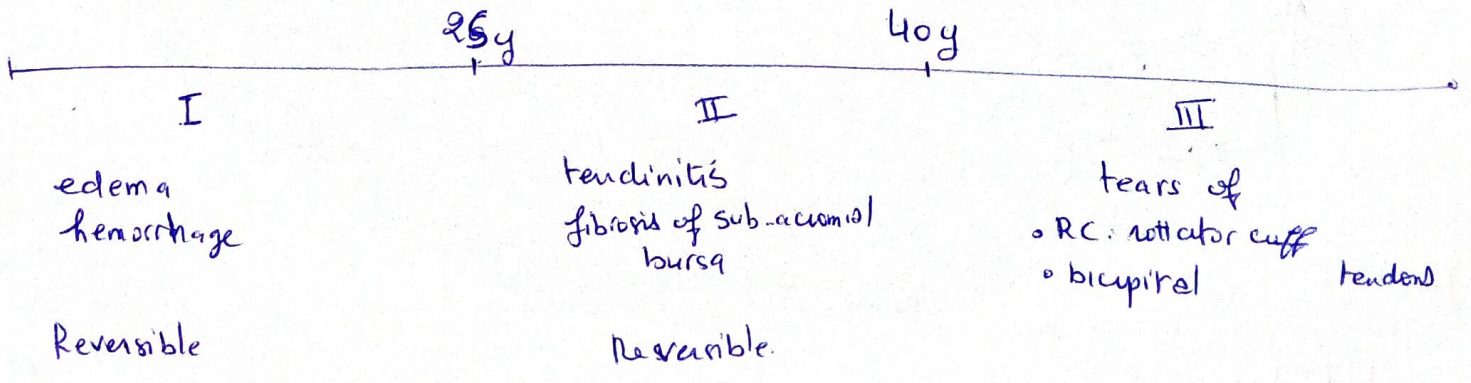 25y 40y
I II III
edema
hemorrhage
tendinitis
fibrosis of sub-acromial
bursa
tears of
• RC. rottator cuff
• bicipital tendons
Reversible
Reversible.